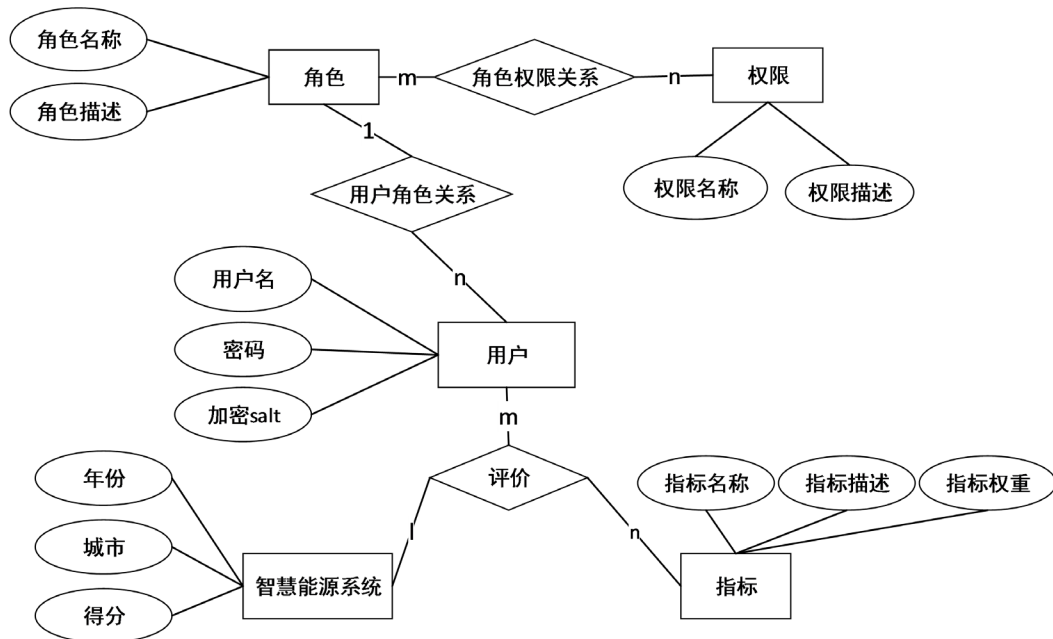 角色名称
角色
m
角色权限关系
n
权限
角色描述
1
权限名称
权限描述
用户角色关系
用户名
n
密码
用户
加密salt
m
年份
评价
指标名称
指标描述
指标权重
城市
l
n
智慧能源系统
指标
得分